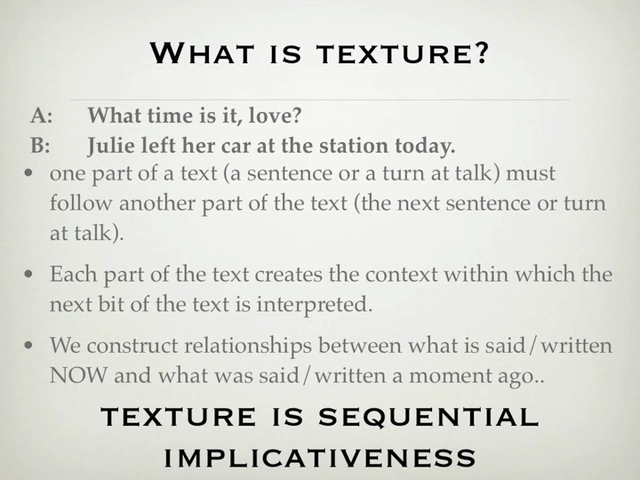 WHAT IS TEXTURE?
A: What time is it, love?
B: Julie left her car at the station today.
• one part of a text (a sentence or a turn at talk) must
follow another part of the text (the next sentence or turn
at talk).
• Each part of the text creates the context within which the
next bit of the text is interpreted.
• We construct relationships between what is said/written
NOW and what was said/written a moment ago..
TEXTURE IS SEQUENTIAL
IMPLICATIVENESS